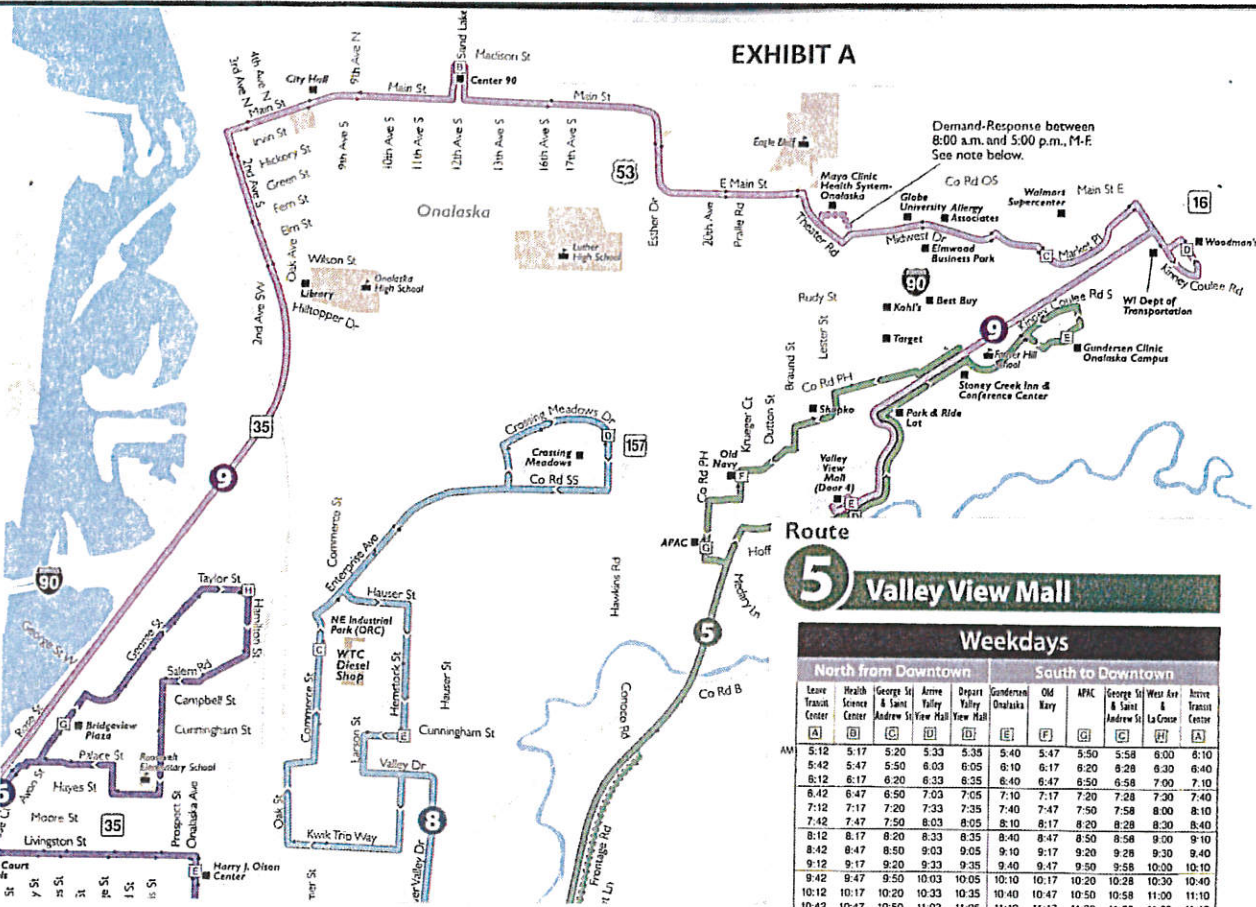 EXHIBIT A
Sand Lake
Madison St
B
Center 90
4th Ave N
3rd Ave N
City Hall
9th Ave N
Main St
Main St
Main St
Irvin St
Hickory St
Green St
Fern St
Elm St
2nd Ave S
9th Ave S
10th Ave S
11th Ave S
12th Ave S
13th Ave S
16th Ave S
17th Ave S
53
Eagle Bluff
Demand-Response between
8:00 a.m. and 5:00 p.m., M-F.
See note below.
Mayo Clinic
Health System-
Onalaska
E Main St
Co Rd OS
Globe
University
Allergy
Associates
Walmart
Supercenter
Main St E
16
Onalaska
Luther
High School
Esther Dr
20th Ave
Pralle Rd
Theater Rd
Midwest Dr
Elmwood
Business Park
C
Market Pl
D
Woodman's
Kinney Coulee Rd
WI Dept of
Transportation
Oak Ave
Wilson St
Library
Onalaska
High School
Hilltopper Dr
2nd Ave SW
90
Rudy St
Kohl's
Best Buy
Target
Lester St
Braund St
9
Kinney Coulee Rd S
E
Gundersen Clinic
Onalaska Campus
Stoney Creek Inn &
Conference Center
Co Rd PH
Shopko
Park & Ride
Lot
35
9
Crossing Meadows Dr
D
Crossing
Meadows
157
Co Rd SS
Krueger Ct
Dutton St
Old
Navy
F
Co Rd PH
Valley
View
Mall
(Door 4)
E
D
APAC
G
Hoff
Medary Ln
Commerce St
Enterprise Ave
Hauser St
Hawkins Rd
90
Taylor St
H
Hamilton St
George St
George St W
Salem Rd
Campbell St
Cunningham St
Rose St
G
Bridgeview
Plaza
Palace St
Roosevelt
Elementary School
Avon St
Hayes St
5
Moore St
35
Livingston St
Prospect St
Onalaska Ave
E
Harry J. Olson
Center
Court
NE Industrial
Park (ORC)
C
WTC
Diesel
Shop
Commerce St
Hemstock St
Hauser St
Larson St
E
Cunningham St
Valley Dr
Oak St
Kwik Trip Way
8
5
Co Rd B
Conoco Rd
Frontage Rd
Route
5
Valley View Mall
Weekdays
North from Downtown South to Downtown
Leave Transit Center Health Science Center George St & Saint Andrew St Arrive Valley View Mall Depart Valley View Mall Gundersen Onalaska Old Navy APAC George St & Saint Andrew St West Ave & La Crosse Arrive Transit Center
A B C D D E F G C H A
AM 5:12 5:17 5:20 5:33 5:35 5:40 5:47 5:50 5:58 6:00 6:10
5:42 5:47 5:50 6:03 6:05 6:10 6:17 6:20 6:28 6:30 6:40
6:12 6:17 6:20 6:33 6:35 6:40 6:47 6:50 6:58 7:00 7:10
6:42 6:47 6:50 7:03 7:05 7:10 7:17 7:20 7:28 7:30 7:40
7:12 7:17 7:20 7:33 7:35 7:40 7:47 7:50 7:58 8:00 8:10
7:42 7:47 7:50 8:03 8:05 8:10 8:17 8:20 8:28 8:30 8:40
8:12 8:17 8:20 8:33 8:35 8:40 8:47 8:50 8:58 9:00 9:10
8:42 8:47 8:50 9:03 9:05 9:10 9:17 9:20 9:28 9:30 9:40
9:12 9:17 9:20 9:33 9:35 9:40 9:47 9:50 9:58 10:00 10:10
9:42 9:47 9:50 10:03 10:05 10:10 10:17 10:20 10:28 10:30 10:40
10:12 10:17 10:20 10:33 10:35 10:40 10:47 10:50 10:58 11:00 11:10